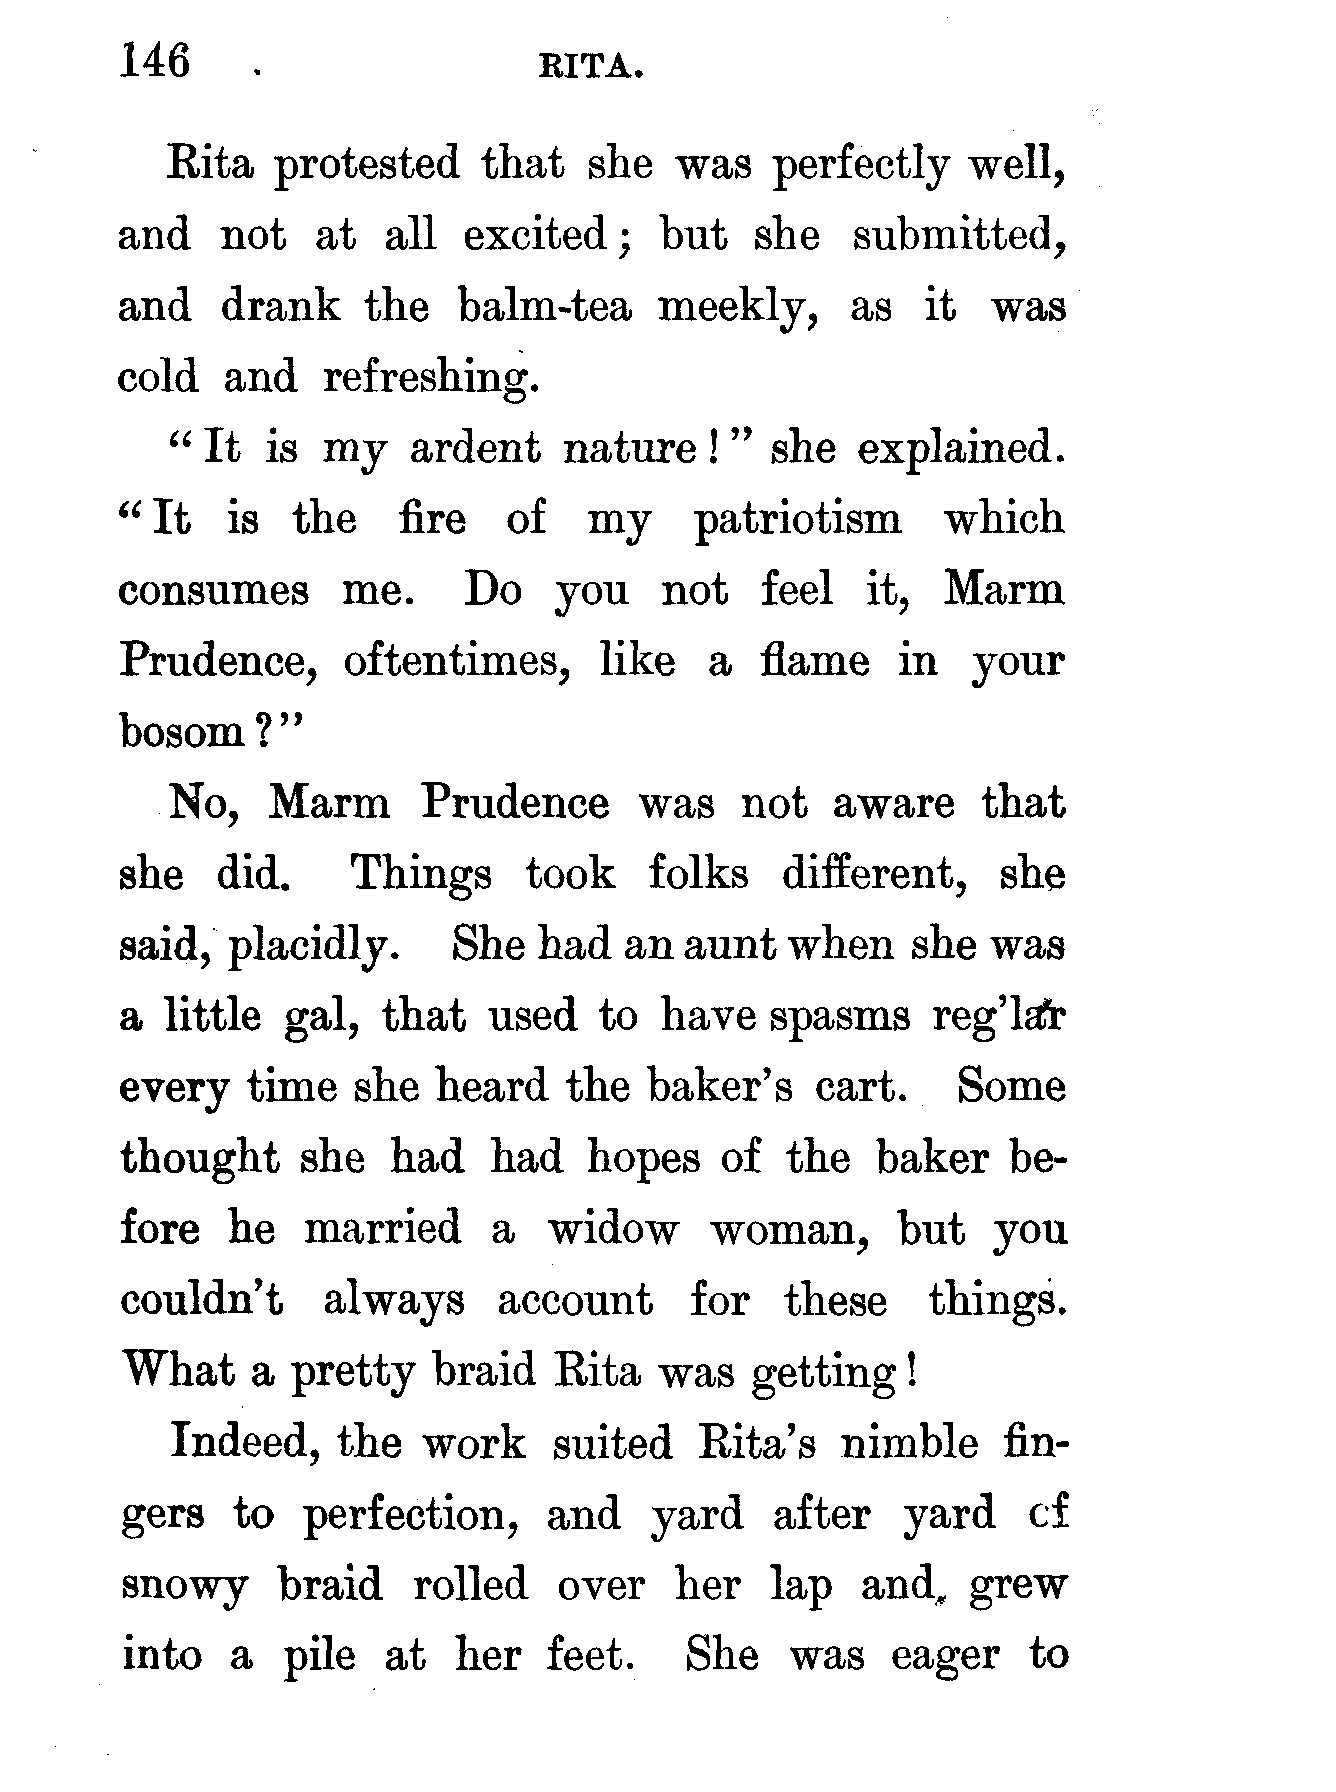 146 RITA.
Rita protested that she was perfectly well,
and not at all excited; but she submitted,
and drank the balm-tea meekly, as it was
cold and refreshing.
"It is my ardent nature!" she explained.
"It is the fire of my patriotism which
consumes me. Do you not feel it, Marm
Prudence, oftentimes, like a flame in your
bosom?"
No, Marm Prudence was not aware that
she did. Things took folks different, she
said, placidly. She had an aunt when she was
a little gal, that used to have spasms reg'lar
every time she heard the baker's cart. Some
thought she had had hopes of the baker be-
fore he married a widow woman, but you
couldn't always account for these things.
What a pretty braid Rita was getting!
Indeed, the work suited Rita's nimble fin-
gers to perfection, and yard after yard of
snowy braid rolled over her lap and grew
into a pile at her feet. She was eager to